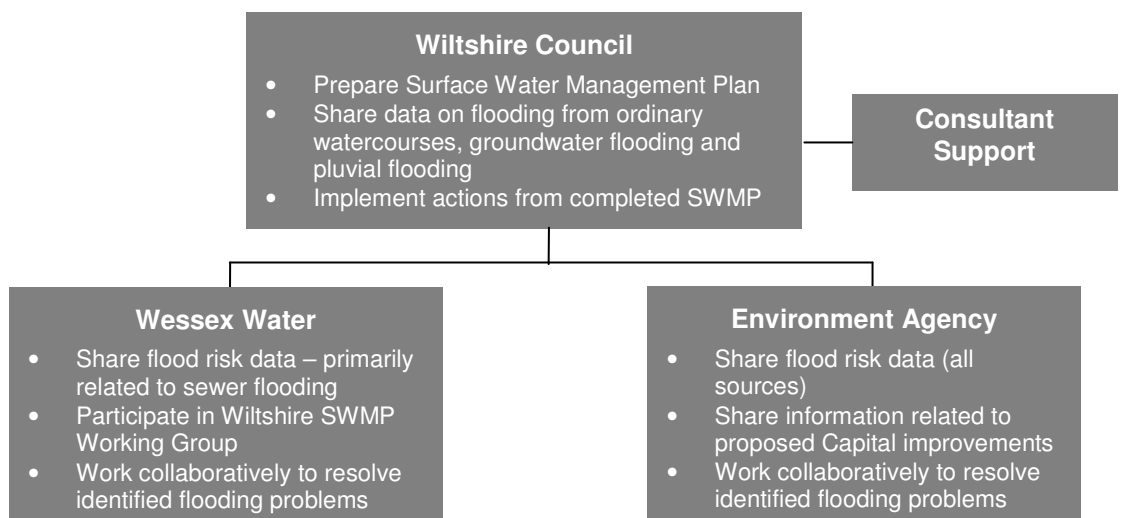 Wiltshire Council
• Prepare Surface Water Management Plan
• Share data on flooding from ordinary
watercourses, groundwater flooding and
pluvial flooding
• Implement actions from completed SWMP
Consultant
Support
Wessex Water
• Share flood risk data – primarily
related to sewer flooding
• Participate in Wiltshire SWMP
Working Group
• Work collaboratively to resolve
identified flooding problems
Environment Agency
• Share flood risk data (all
sources)
• Share information related to
proposed Capital improvements
• Work collaboratively to resolve
identified flooding problems